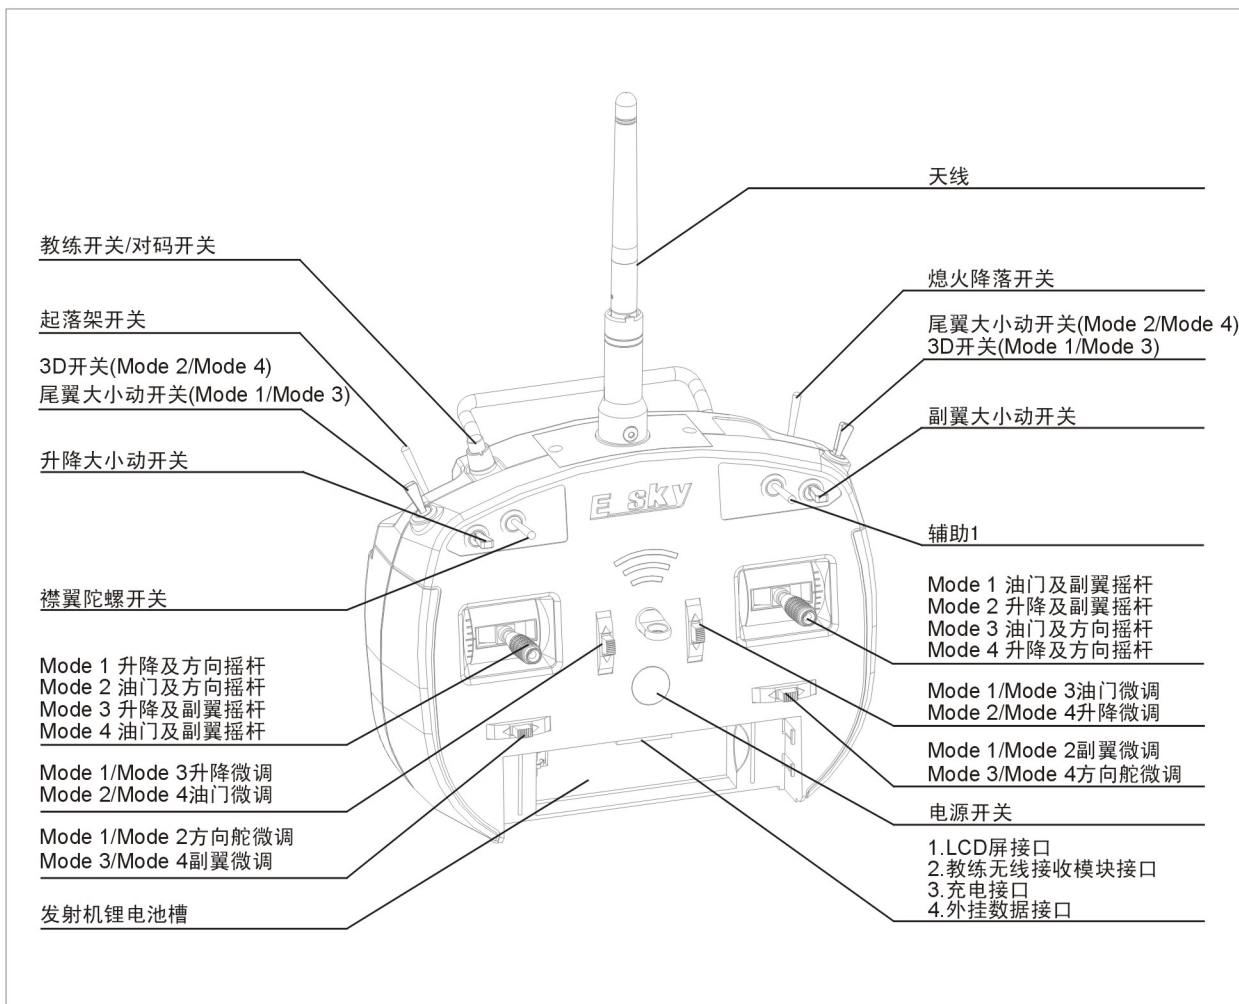 天线
教练开关/对码开关
熄火降落开关
起落架开关
尾翼大小动开关(Mode 2/Mode 4)
3D开关(Mode 1/Mode 3)
3D开关(Mode 2/Mode 4)
尾翼大小动开关(Mode 1/Mode 3)
副翼大小动开关
升降大小动开关
E sky
辅助1
襟翼陀螺开关
Mode 1 油门及副翼摇杆
Mode 2 升降及副翼摇杆
Mode 3 油门及方向摇杆
Mode 4 升降及方向摇杆
Mode 1 升降及方向摇杆
Mode 2 油门及方向摇杆
Mode 3 升降及副翼摇杆
Mode 4 油门及副翼摇杆
Mode 1/Mode 3油门微调
Mode 2/Mode 4升降微调
Mode 1/Mode 3升降微调
Mode 2/Mode 4油门微调
Mode 1/Mode 2副翼微调
Mode 3/Mode 4方向舵微调
电源开关
Mode 1/Mode 2方向舵微调
Mode 3/Mode 4副翼微调
1.LCD屏接口
2.教练无线接收模块接口
3.充电接口
4.外挂数据接口
发射机锂电池槽